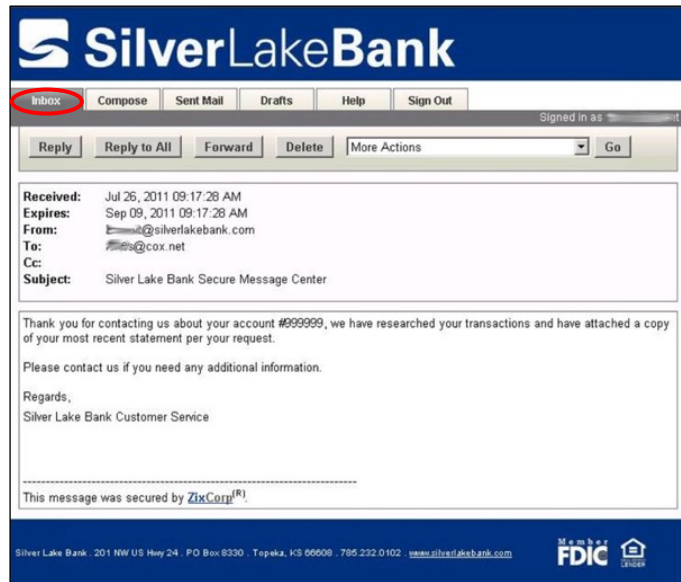 SilverLakeBank
Inbox Compose Sent Mail Drafts Help Sign Out
Signed in as
Reply Reply to All Forward Delete More Actions Go
Received: Jul 26, 2011 09:17:28 AM
Expires: Sep 09, 2011 09:17:28 AM
From: @silverlakebank.com
To: @cox.net
Cc:
Subject: Silver Lake Bank Secure Message Center
Thank you for contacting us about your account #999999, we have researched your transactions and have attached a copy
of your most recent statement per your request.
Please contact us if you need any additional information.
Regards,
Silver Lake Bank Customer Service
------------------------------------------------------------------------
This message was secured by ZixCorp(R).
Silver Lake Bank . 201 NW US Hwy 24 . PO Box 8330 . Topeka, KS 66608 . 785.232.0102 . www.silverlakebank.com
Member
FDIC
LENDER